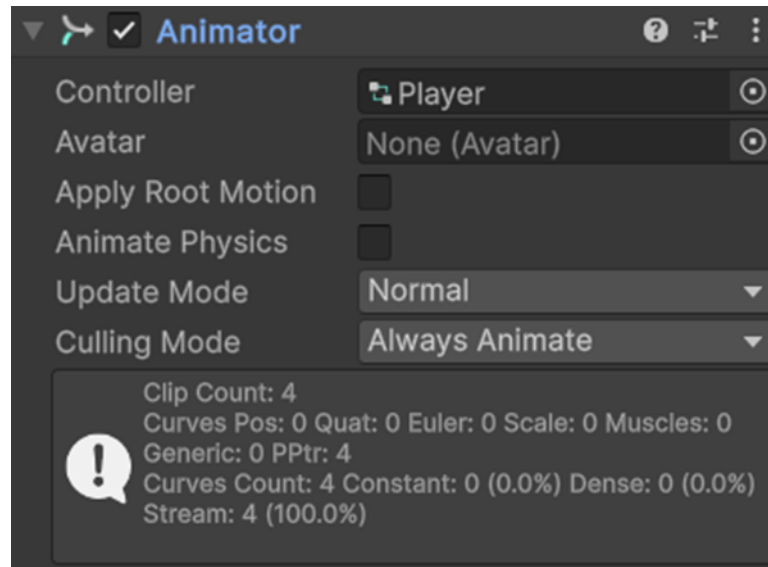 Animator
Controller Player
Avatar None (Avatar)
Apply Root Motion
Animate Physics
Update Mode Normal
Culling Mode Always Animate
Clip Count: 4
Curves Pos: 0 Quat: 0 Euler: 0 Scale: 0 Muscles: 0
Generic: 0 PPtr: 4
Curves Count: 4 Constant: 0 (0.0%) Dense: 0 (0.0%)
Stream: 4 (100.0%)